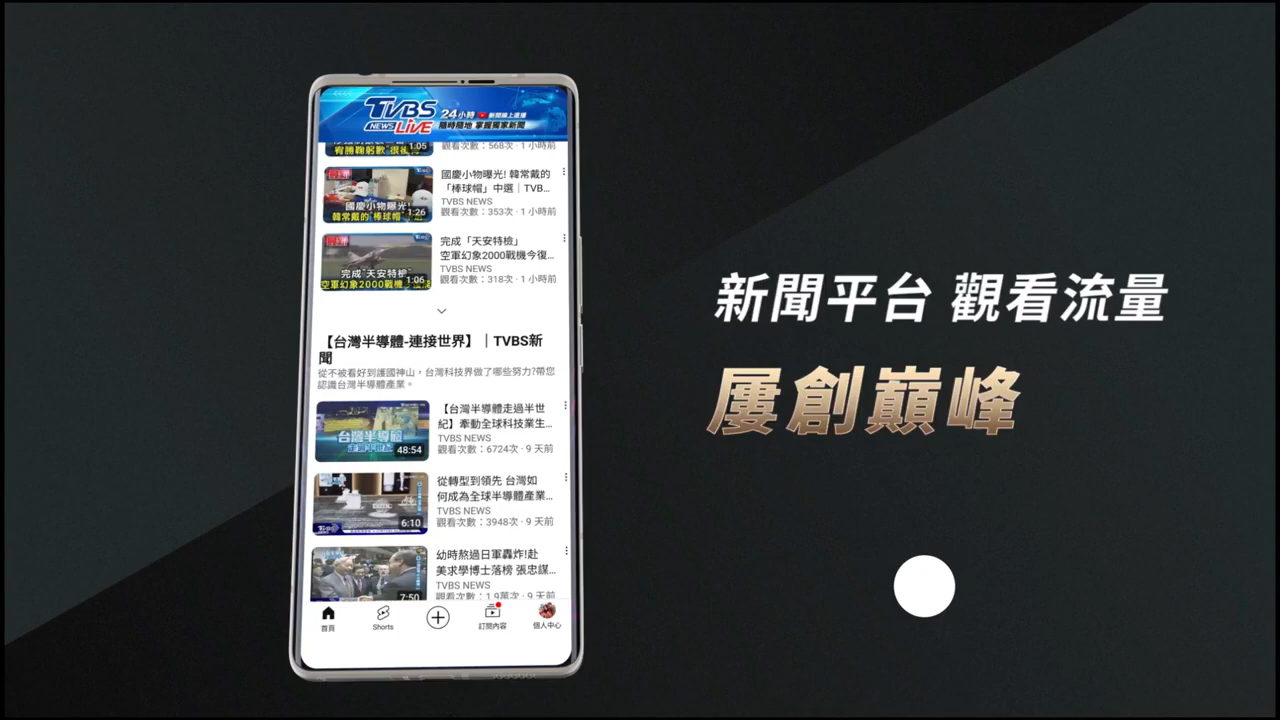 TVBS
NEWS LiVE
24小時 新聞線上直播
隨時隨地 掌握獨家新聞
1:05
觀看次數：568次 · 1 小時前
國慶小物曝光!
韓常戴的"棒球帽"
1:26
國慶小物曝光! 韓常戴的
「棒球帽」中選｜TVB...
TVBS NEWS
觀看次數：353次 · 1 小時前
完成"天安特檢"
空軍幻象2000戰機
1:06
完成「天安特檢」
空軍幻象2000戰機今復...
TVBS NEWS
觀看次數：318次 · 1 小時前
【台灣半導體-連接世界】｜TVBS新
聞
從不被看好到護國神山，台灣科技界做了哪些努力?帶您
認識台灣半導體產業。
台灣半導體
走過半世紀
48:54
【台灣半導體走過半世
紀】牽動全球科技業生...
TVBS NEWS
觀看次數：6724次 · 9 天前
6:10
從轉型到領先 台灣如
何成為全球半導體產業...
TVBS NEWS
觀看次數：3948次 · 9 天前
7:50
幼時熬過日軍轟炸!赴
美求學博士落榜 張忠謀...
TVBS NEWS
觀看次數：1.9萬次 · 9 天前
首頁
Shorts
訂閱內容
個人中心
新聞平台 觀看流量
屢創巔峰